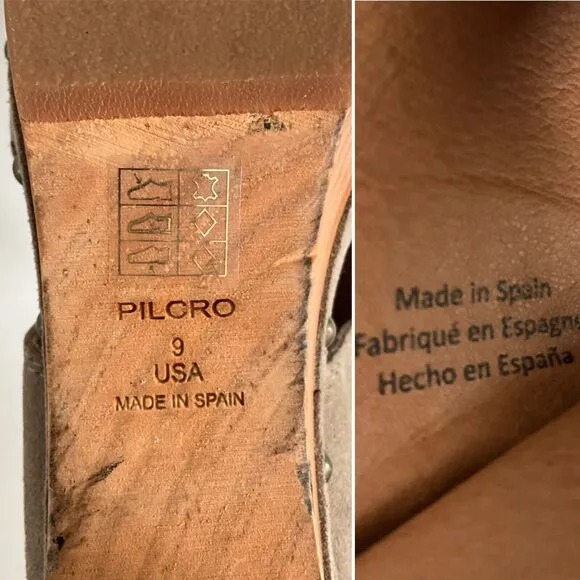 PILCRO
9
USA
MADE IN SPAIN
Made in Spain
Fabriqué en Espagne
Hecho en España